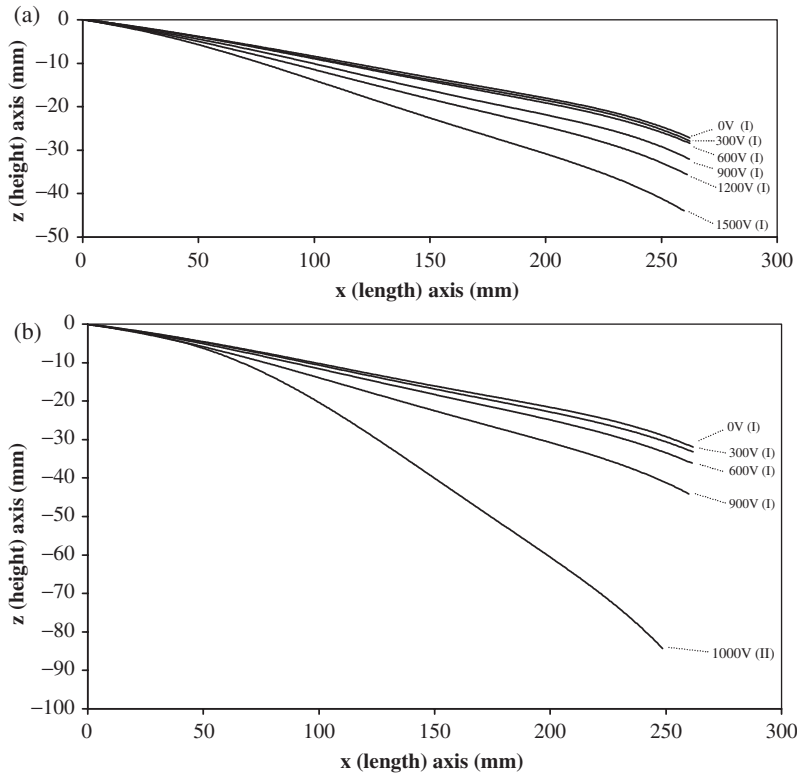 (a)
0
−10
−20
−30
−40
−50
z (height) axis (mm)
0V (I)
300V (I)
600V (I)
900V (I)
1200V (I)
1500V (I)
0 50 100 150 200 250 300
x (length) axis (mm)
(b)
0
−10
−20
−30
−40
−50
−60
−70
−80
−90
−100
z (height) axis (mm)
0V (I)
300V (I)
600V (I)
900V (I)
1000V (II)
0 50 100 150 200 250 300
x (length) axis (mm)